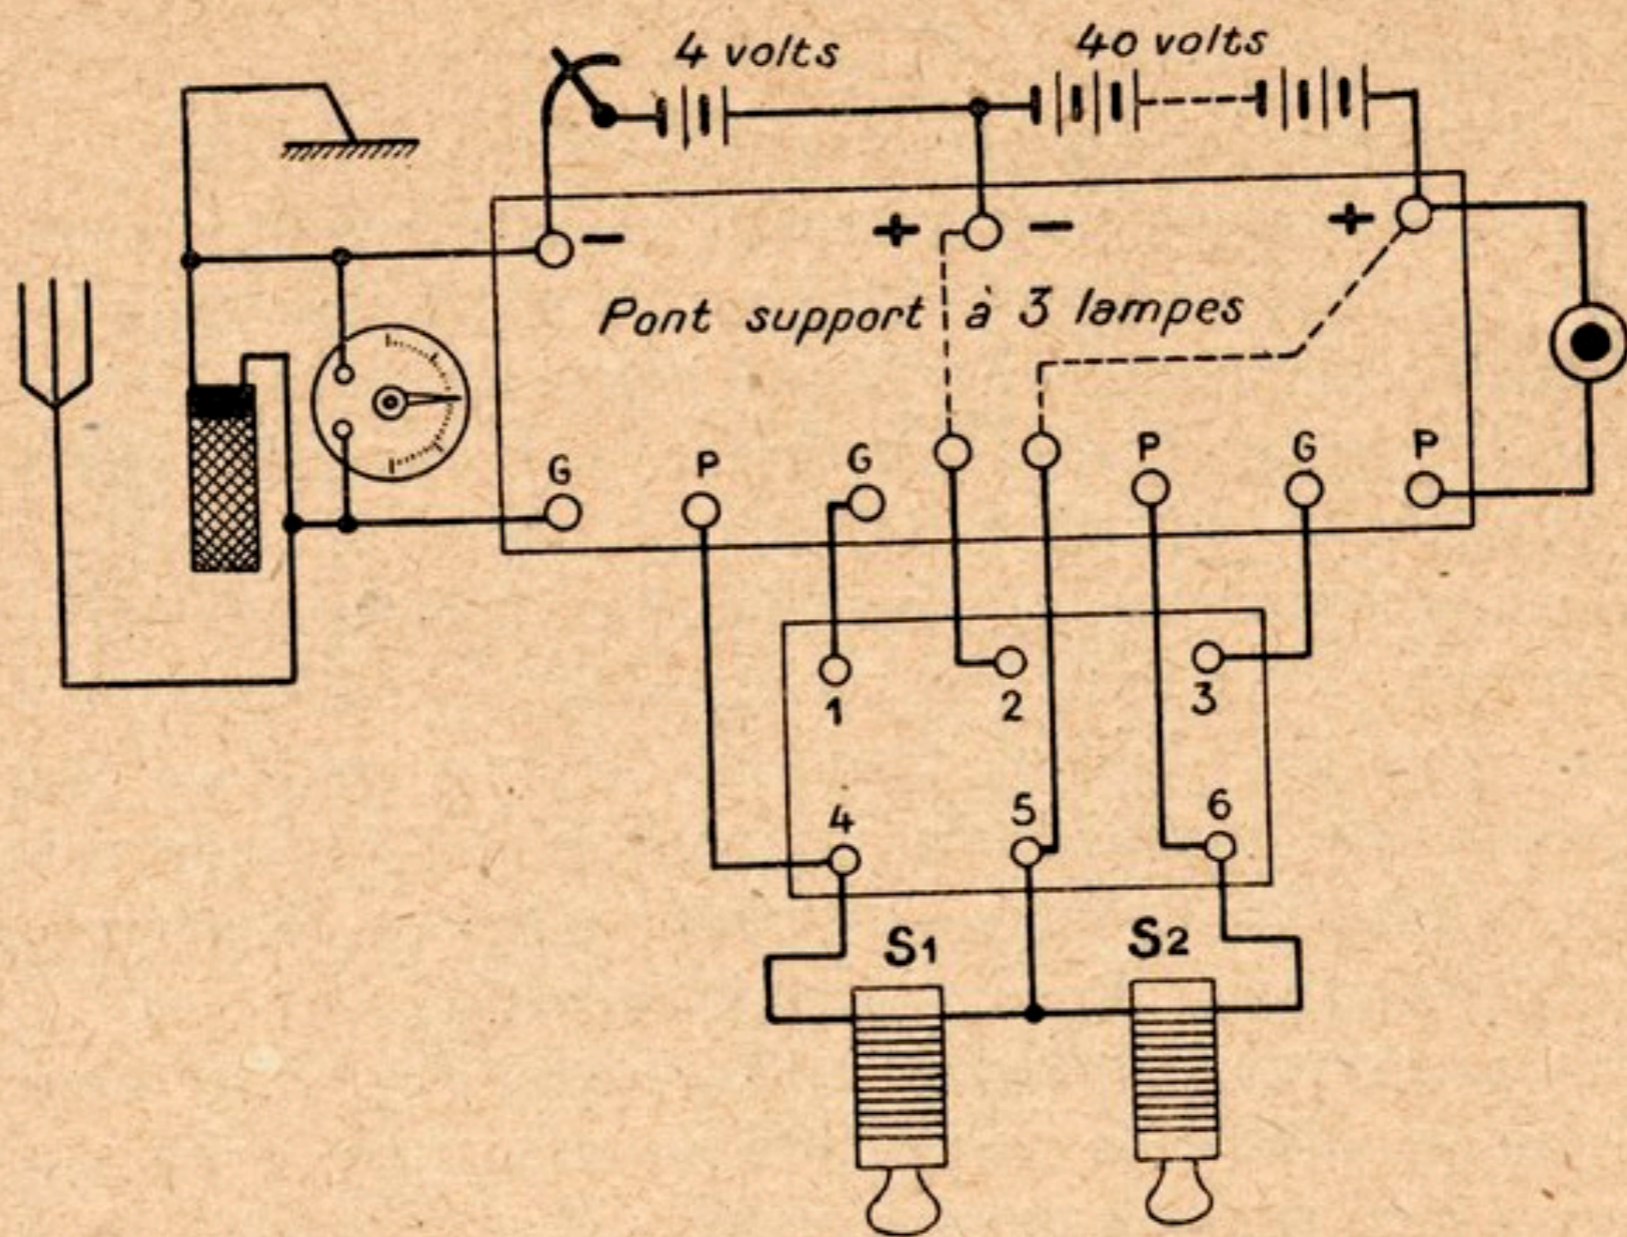 4 volts
40 volts
− + − +
Pont support à 3 lampes
G P G P G P
1 2 3
4 5 6
S1 S2